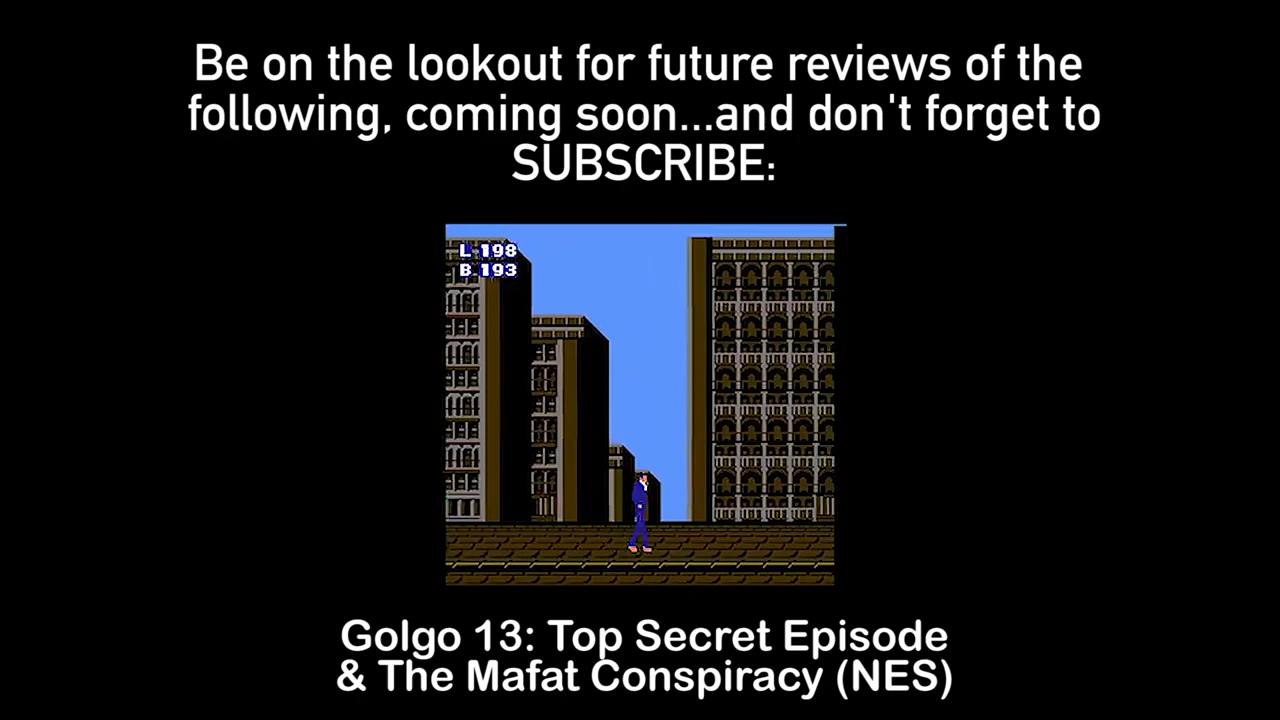 Be on the lookout for future reviews of the
following, coming soon...and don't forget to
SUBSCRIBE:
L 198
B 193
Golgo 13: Top Secret Episode
& The Mafat Conspiracy (NES)